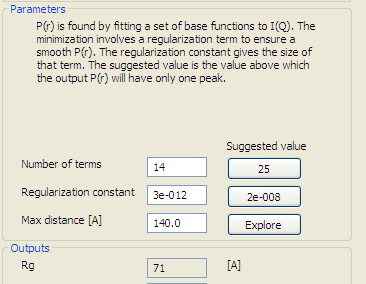 Parameters
P(r) is found by fitting a set of base functions to I(Q). The
minimization involves a regularization term to ensure a
smooth P(r). The regularization constant gives the size of
that term. The suggested value is the value above which
the output P(r) will have only one peak.
Suggested value
Number of terms 14 25
Regularization constant 3e-012 2e-008
Max distance [A] 140.0 Explore
Outputs
Rg 71 [A]